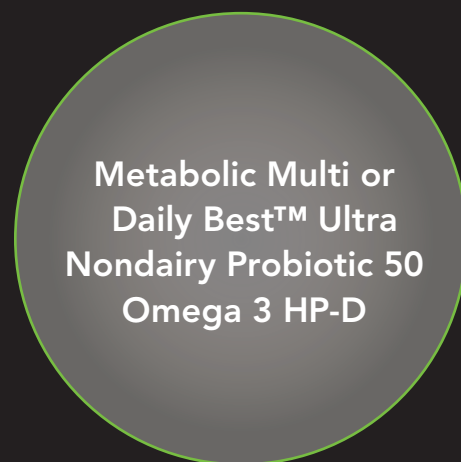 Metabolic Multi or
Daily Best™ Ultra
Nondairy Probiotic 50
Omega 3 HP-D